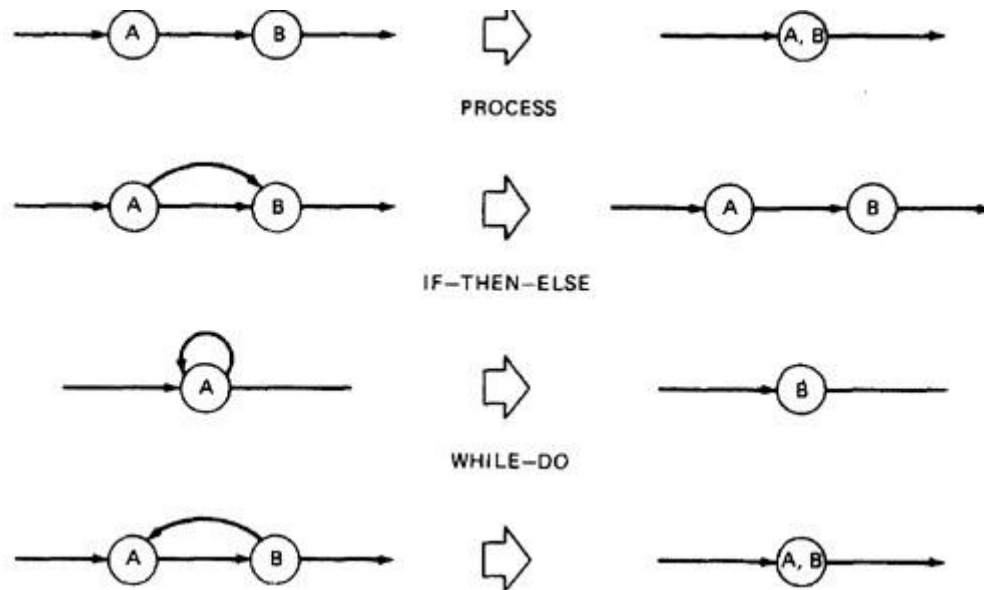 A B A, B
PROCESS
A B A B
IF-THEN-ELSE
A B
WHILE-DO
A B A, B